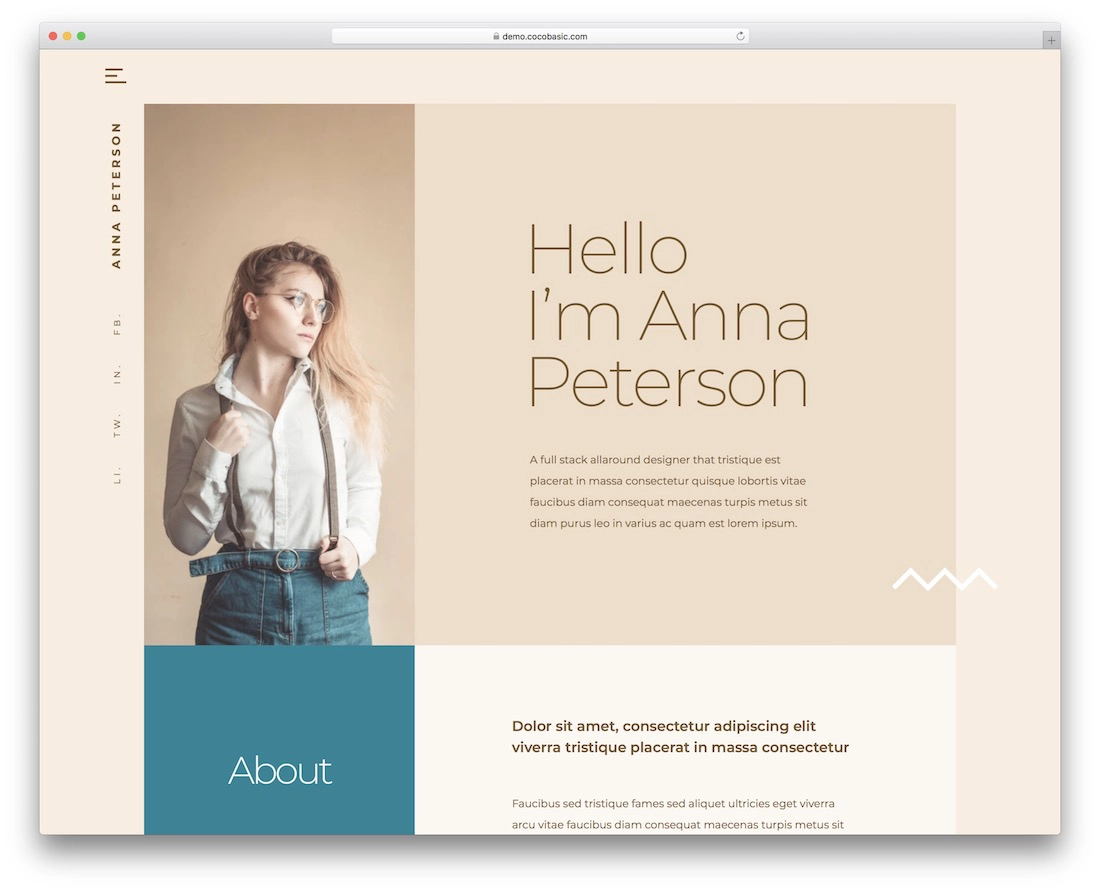 demo.cocobasic.com
ANNA PETERSON
FB.
IN.
TW.
LI.
Hello
I'm Anna
Peterson
A full stack allaround designer that tristique est
placerat in massa consectetur quisque lobortis vitae
faucibus diam consequat maecenas turpis metus sit
diam purus leo in varius ac quam est lorem ipsum.
About
Dolor sit amet, consectetur adipiscing elit
viverra tristique placerat in massa consectetur
Faucibus sed tristique fames sed aliquet ultricies eget viverra
arcu vitae faucibus diam consequat maecenas turpis metus sit